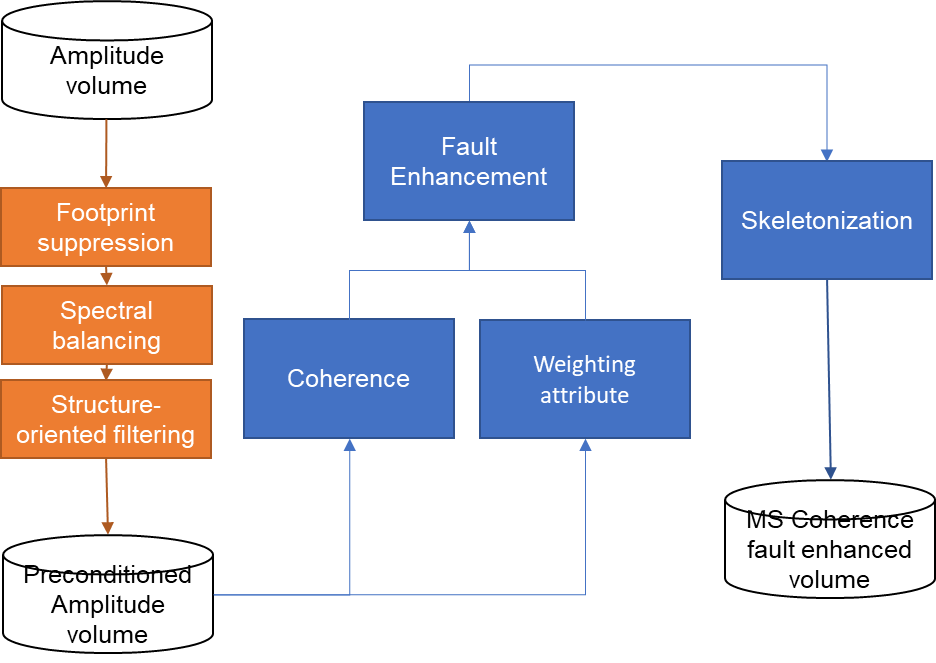 Amplitude
volume
Footprint
suppression
Spectral
balancing
Structure-
oriented filtering
Preconditioned
Amplitude
volume
Coherence
Weighting
attribute
Fault
Enhancement
Skeletonization
MS Coherence
fault enhanced
volume